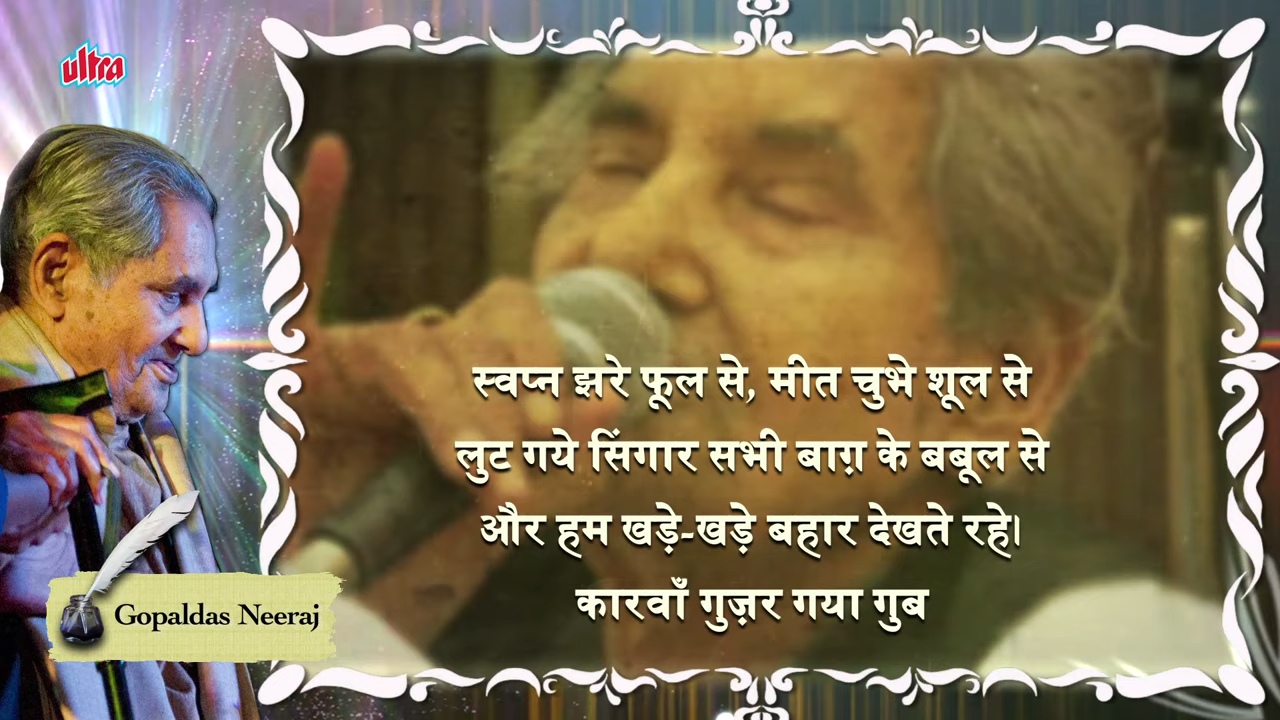 ultra
स्वप्न झरे फूल से, मीत चुभे शूल से
लुट गये सिंगार सभी बाग़ के बबूल से
और हम खड़े-खड़े बहार देखते रहे।
कारवाँ गुज़र गया गुब
Gopaldas Neeraj